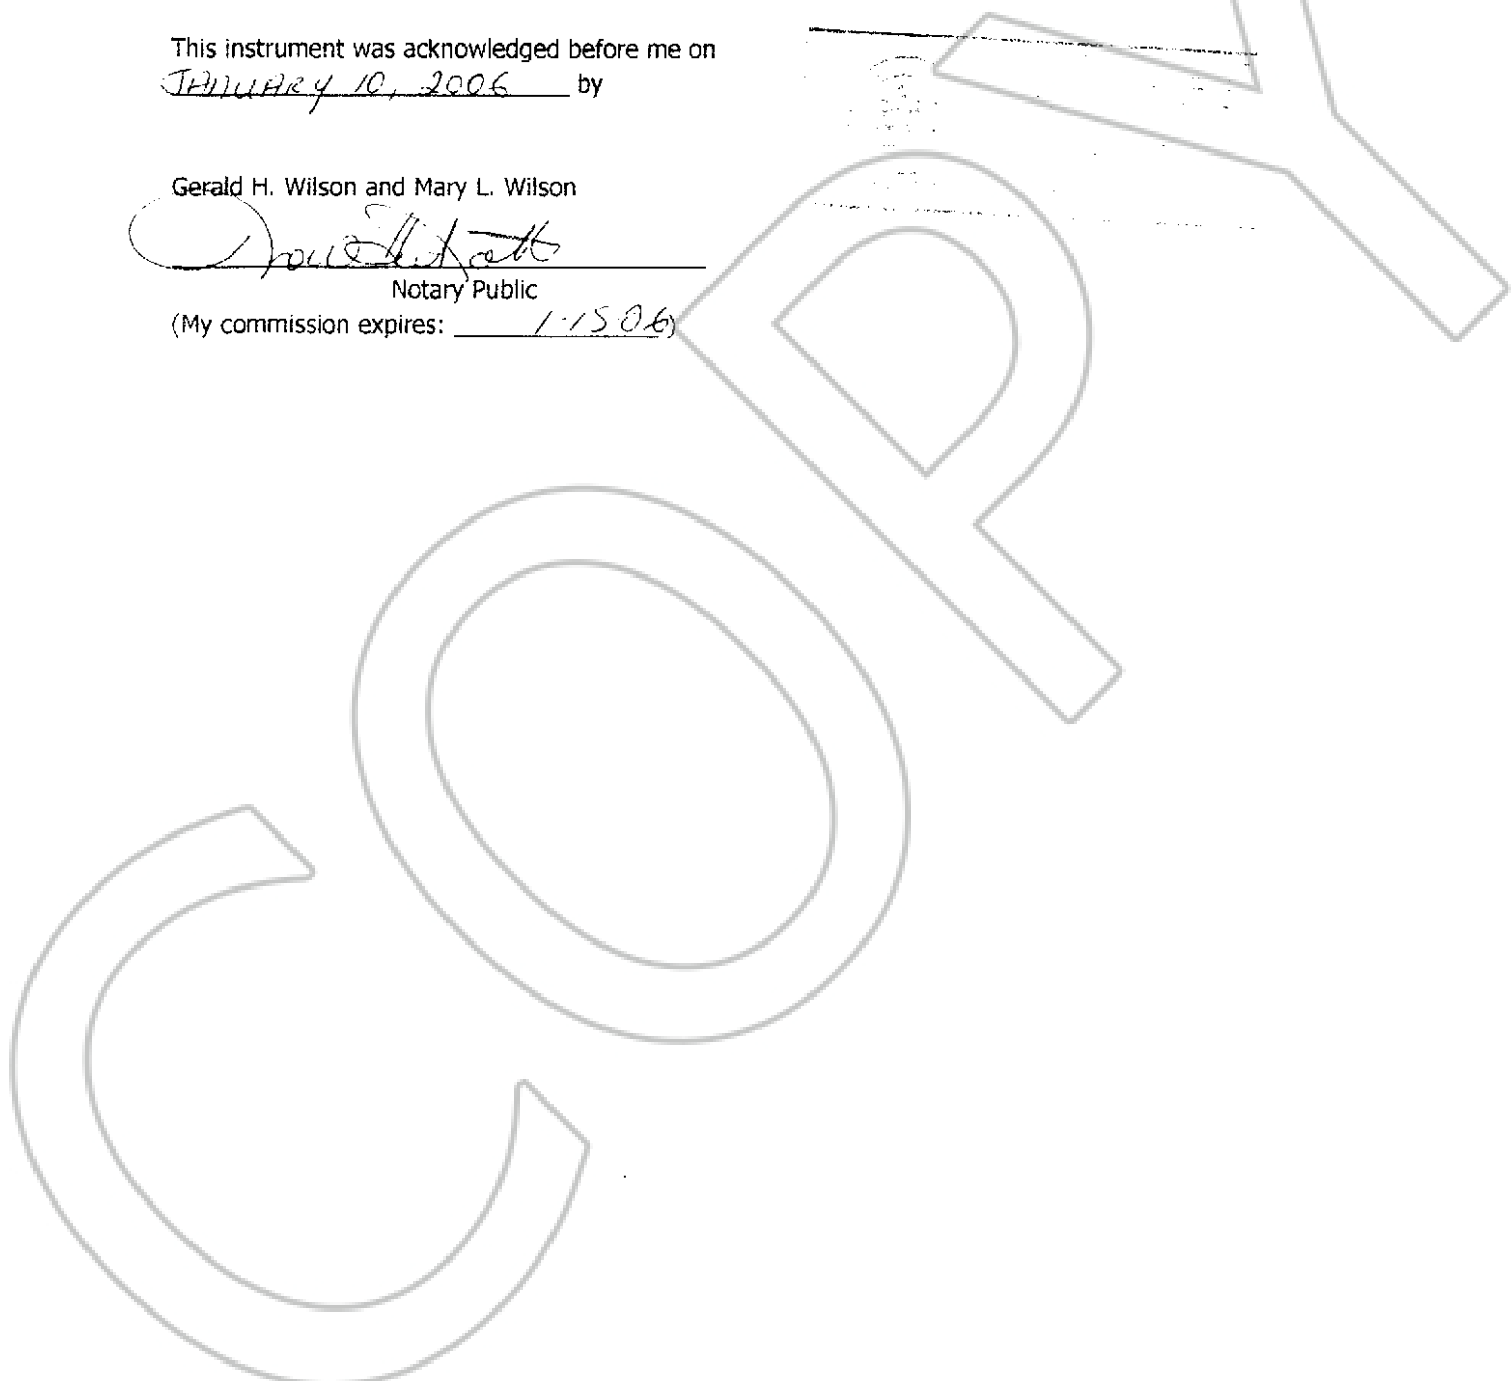 This instrument was acknowledged before me on
JANUARY 10, 2006 by
Gerald H. Wilson and Mary L. Wilson
Notary Public
(My commission expires: 1-15-06)
COPY